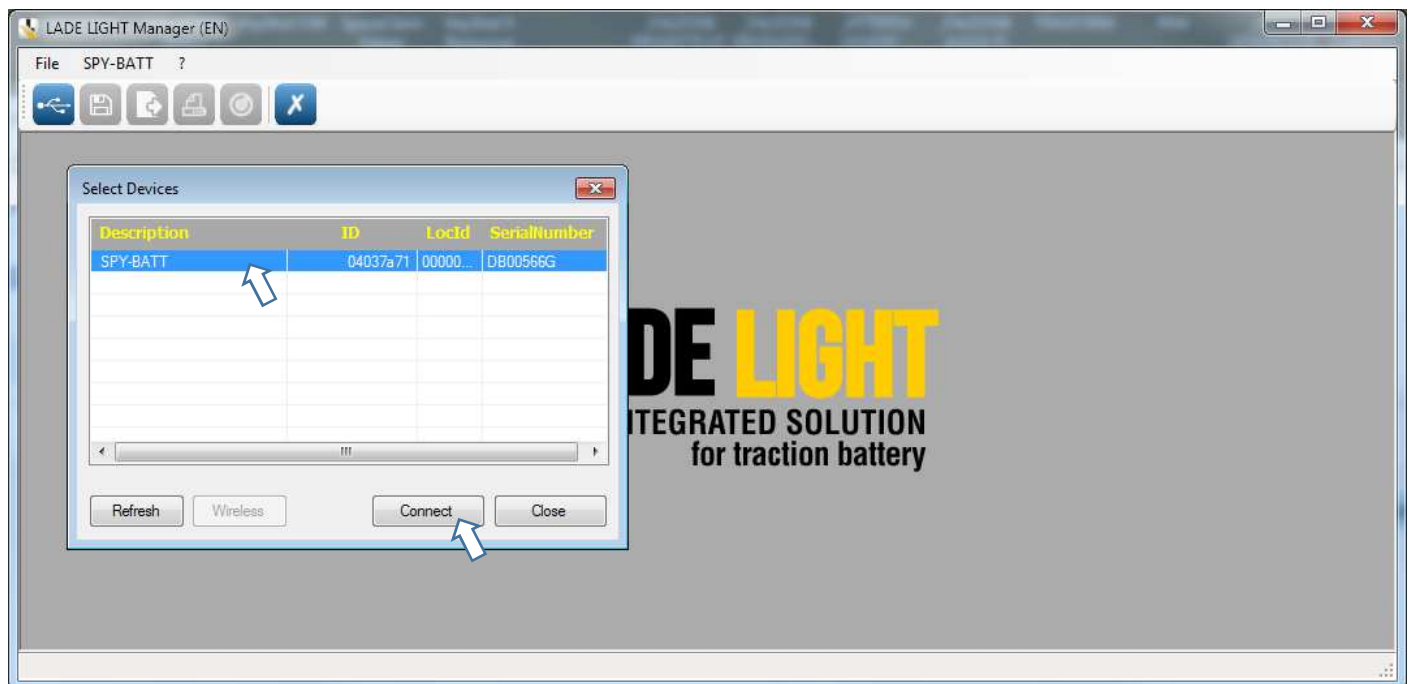 LADE LIGHT Manager (EN)
File SPY-BATT ?
Select Devices
Description ID LocId SerialNumber
SPY-BATT 04037a71 00000... DB00566G
DE LIGHT
NTEGRATED SOLUTION
for traction battery
Refresh Wireless Connect Close